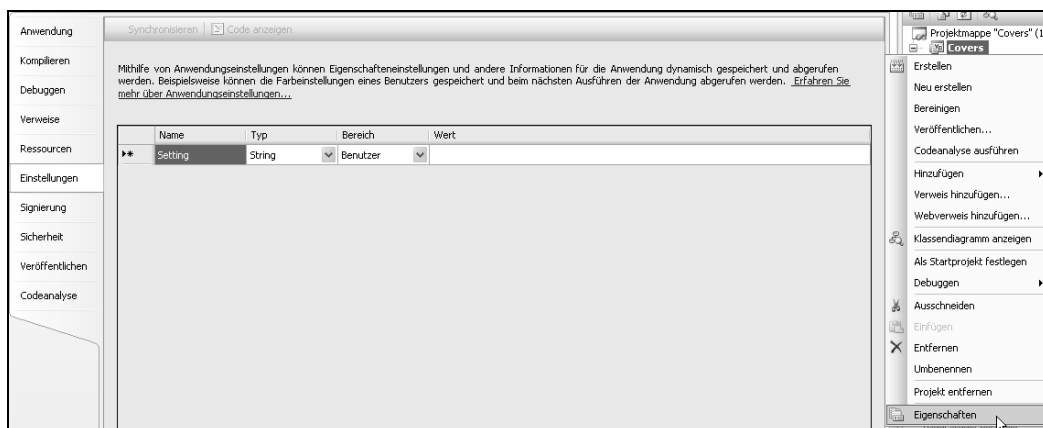 Anwendung
Kompilieren
Debuggen
Verweise
Ressourcen
Einstellungen
Signierung
Sicherheit
Veröffentlichen
Codeanalyse
Synchronisieren Code anzeigen
Mithilfe von Anwendungseinstellungen können Eigenschafteneinstellungen und andere Informationen für die Anwendung dynamisch gespeichert und abgerufen
werden. Beispielsweise können die Farbeinstellungen eines Benutzers gespeichert und beim nächsten Ausführen der Anwendung abgerufen werden. Erfahren Sie
mehr über Anwendungseinstellungen...
Name Typ Bereich Wert
Setting String Benutzer
Projektmappe "Covers" (1
Covers
Erstellen
Neu erstellen
Bereinigen
Veröffentlichen...
Codeanalyse ausführen
Hinzufügen
Verweis hinzufügen...
Webverweis hinzufügen...
Klassendiagramm anzeigen
Als Startprojekt festlegen
Debuggen
Ausschneiden
Einfügen
Entfernen
Umbenennen
Projekt entfernen
Eigenschaften